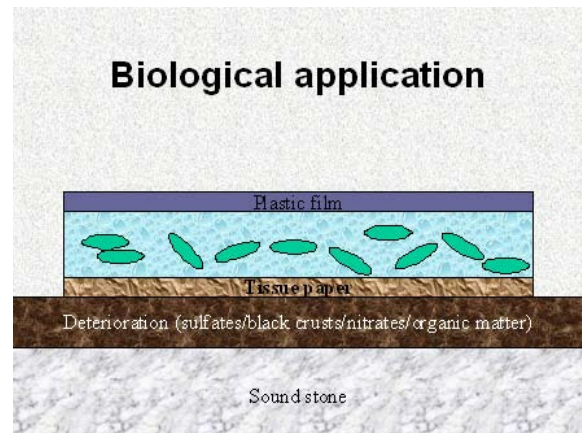 Biological application
Plastic film
Tissue paper
Deterioration (sulfates/black crusts/nitrates/organic matter)
Sound stone